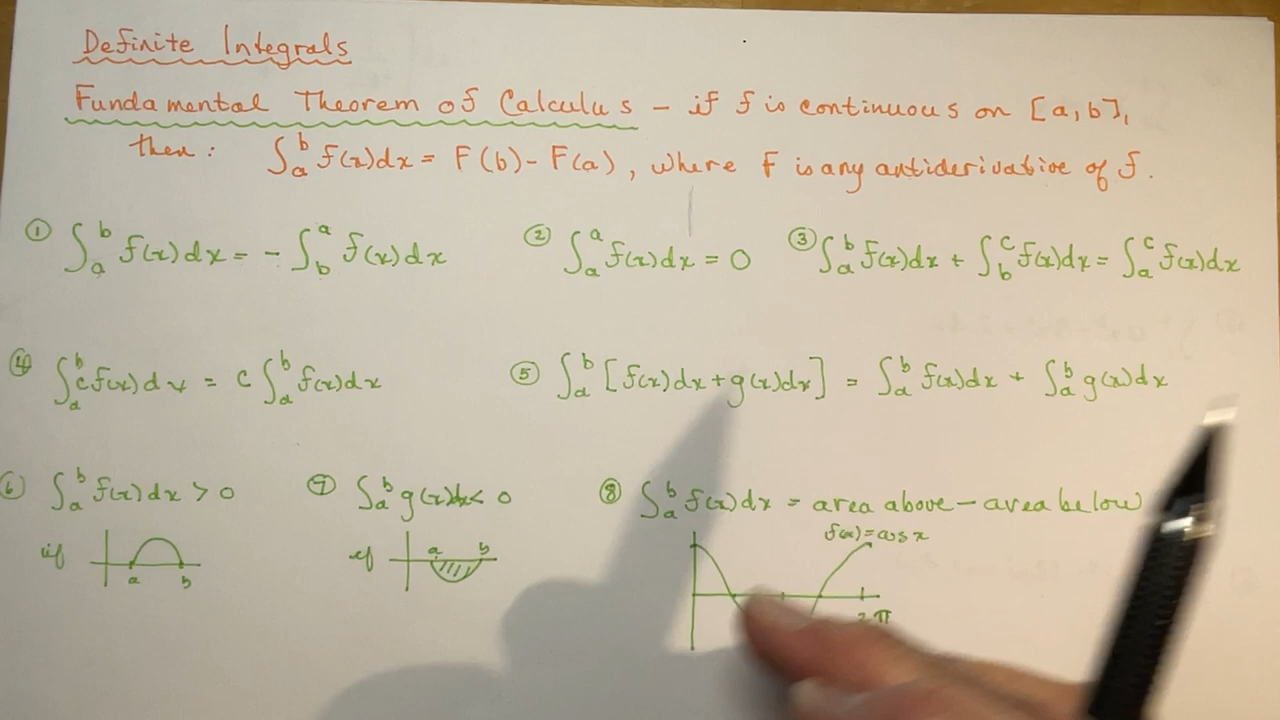 Definite Integrals
Fundamental Theorem of Calculus - if f is continuous on [a,b],
then: ∫_a^b f(x)dx = F(b) - F(a), where F is any antiderivative of f.
① ∫_a^b f(x)dx = - ∫_b^a f(x)dx ② ∫_a^a f(x)dx = 0 ③ ∫_a^b f(x)dx + ∫_b^c f(x)dx = ∫_a^c f(x)dx
④ ∫_a^b c f(x)dx = c ∫_a^b f(x)dx ⑤ ∫_a^b [f(x)dx + g(x)dx] = ∫_a^b f(x)dx + ∫_a^b g(x)dx
⑥ ∫_a^b f(x)dx > 0 ⑦ ∫_a^b g(x)dx < 0 ⑧ ∫_a^b f(x)dx = area above - area below
f(x) = cos x
if a b if a b
2π